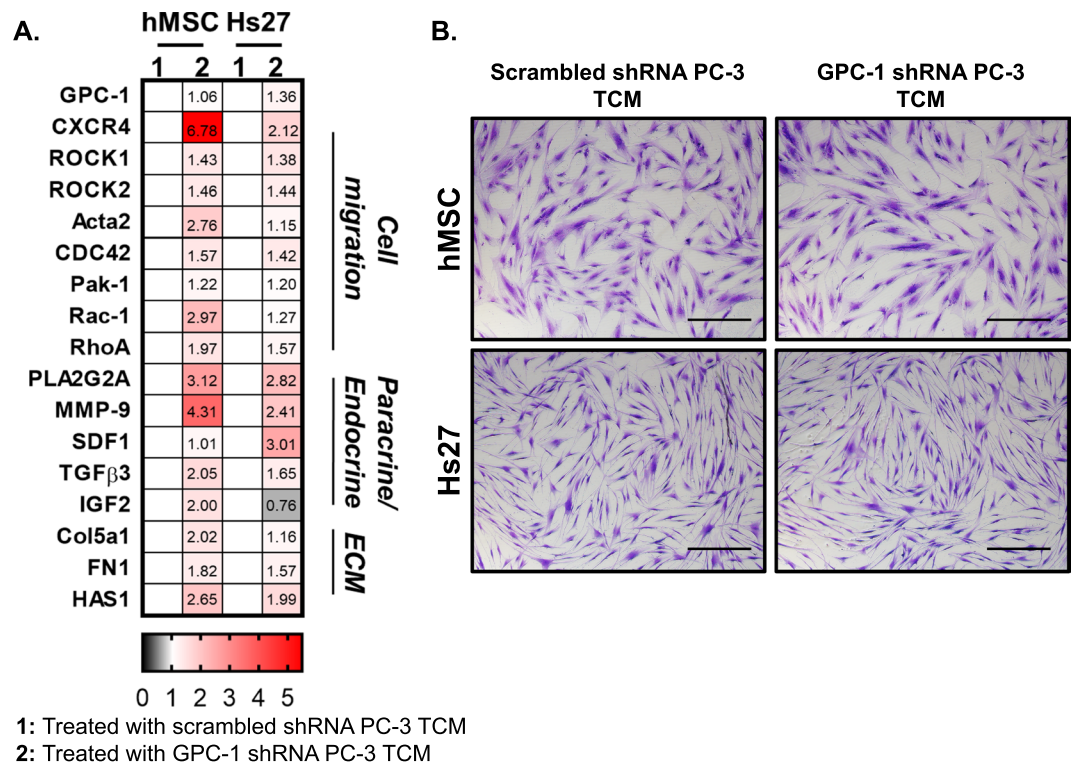 A.
hMSC Hs27
1 2 1 2
GPC-1 1.06 1.36
CXCR4 6.78 2.12
ROCK1 1.43 1.38
ROCK2 1.46 1.44
Acta2 2.76 1.15
CDC42 1.57 1.42
Pak-1 1.22 1.20
Rac-1 2.97 1.27
RhoA 1.97 1.57
PLA2G2A 3.12 2.82
MMP-9 4.31 2.41
SDF1 1.01 3.01
TGFβ3 2.05 1.65
IGF2 2.00 0.76
Col5a1 2.02 1.16
FN1 1.82 1.57
HAS1 2.65 1.99
Cell
migration
Paracrine/
Endocrine
ECM
0 1 2 3 4 5
1: Treated with scrambled shRNA PC-3 TCM
2: Treated with GPC-1 shRNA PC-3 TCM
B.
Scrambled shRNA PC-3
TCM
GPC-1 shRNA PC-3
TCM
hMSC
Hs27